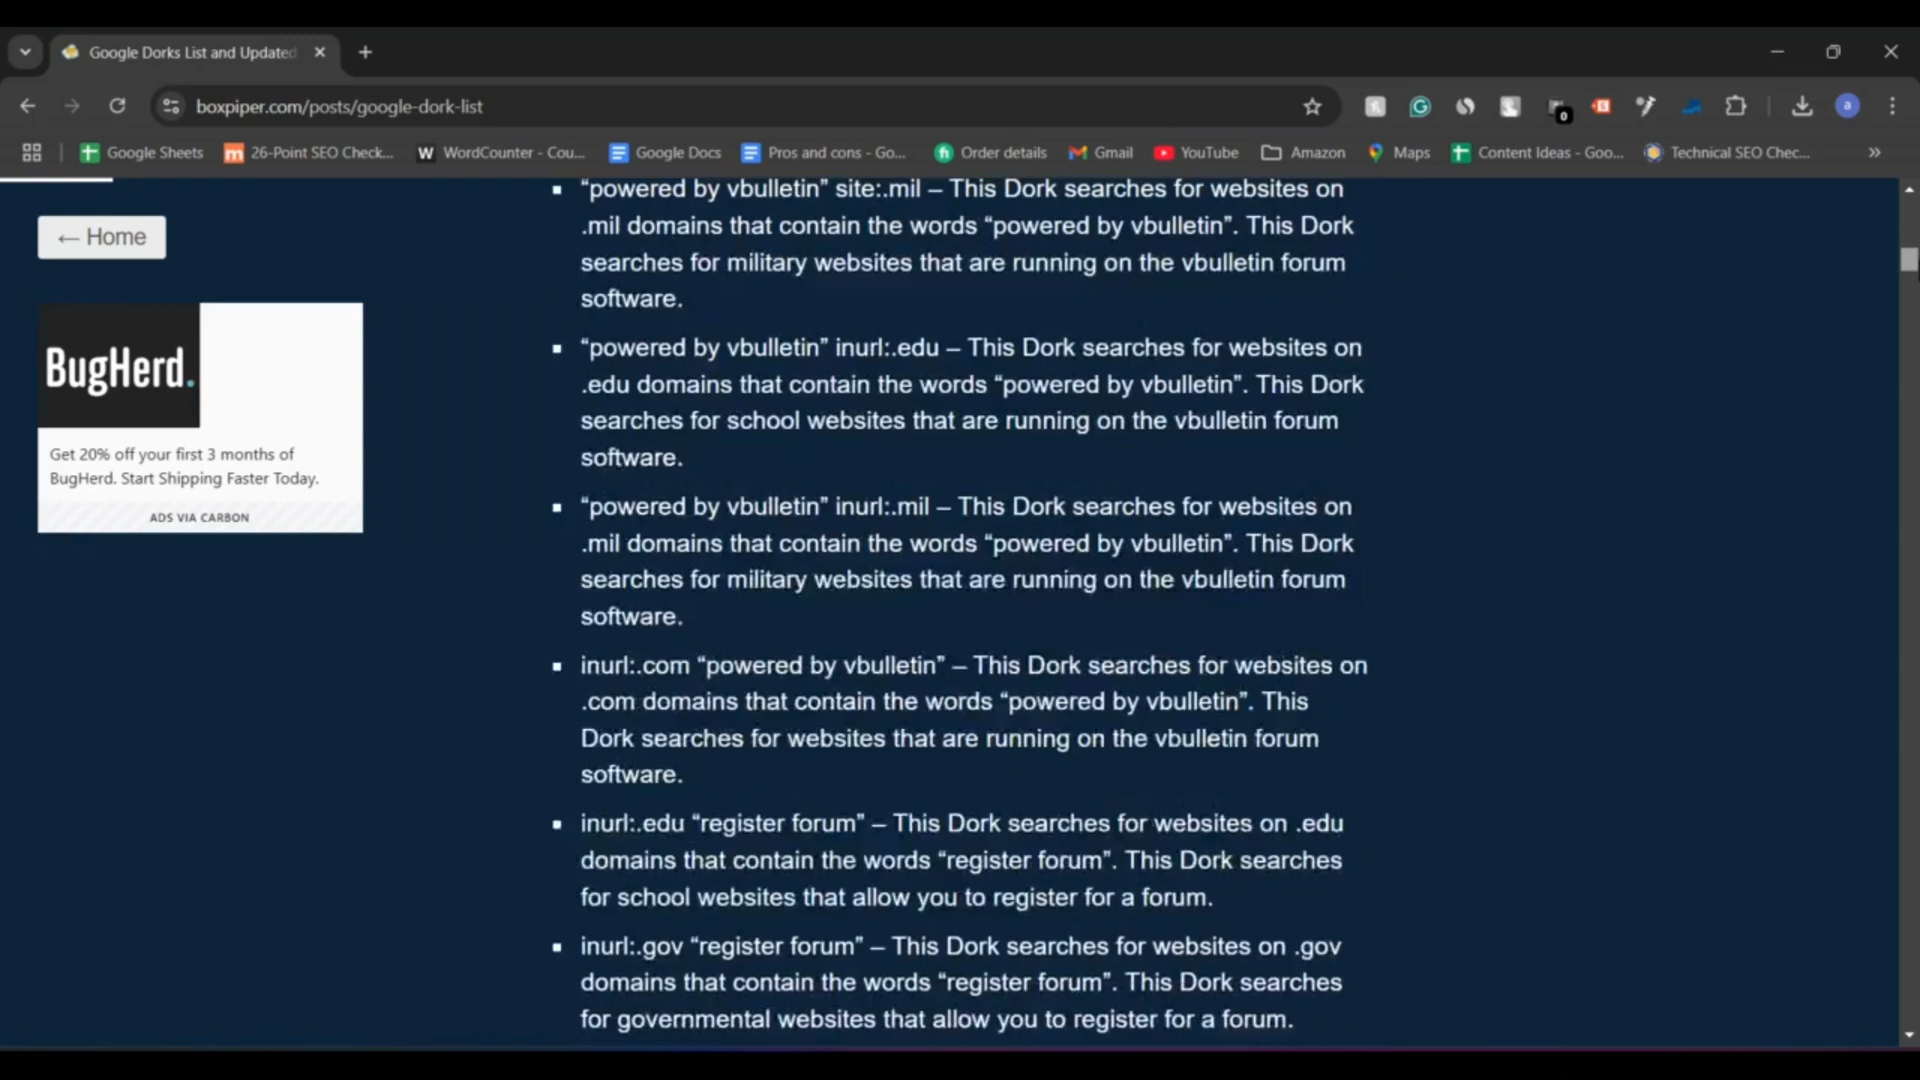 Google Dorks List and Updated
boxpiper.com/posts/google-dork-list
0
a
Google Sheets
m 26-Point SEO Check...
W WordCounter - Cou...
Google Docs
Pros and cons - Go...
fi Order details
Gmail
YouTube
Amazon
Maps
Content Ideas - Goo...
Technical SEO Chec...
»
← Home
BugHerd.
Get 20% off your first 3 months of
BugHerd. Start Shipping Faster Today.
ADS VIA CARBON
▪ “powered by vbulletin” site:.mil – This Dork searches for websites on
.mil domains that contain the words “powered by vbulletin”. This Dork
searches for military websites that are running on the vbulletin forum
software.
▪ “powered by vbulletin” inurl:.edu – This Dork searches for websites on
.edu domains that contain the words “powered by vbulletin”. This Dork
searches for school websites that are running on the vbulletin forum
software.
▪ “powered by vbulletin” inurl:.mil – This Dork searches for websites on
.mil domains that contain the words “powered by vbulletin”. This Dork
searches for military websites that are running on the vbulletin forum
software.
▪ inurl:.com “powered by vbulletin” – This Dork searches for websites on
.com domains that contain the words “powered by vbulletin”. This
Dork searches for websites that are running on the vbulletin forum
software.
▪ inurl:.edu “register forum” – This Dork searches for websites on .edu
domains that contain the words “register forum”. This Dork searches
for school websites that allow you to register for a forum.
▪ inurl:.gov “register forum” – This Dork searches for websites on .gov
domains that contain the words “register forum”. This Dork searches
for governmental websites that allow you to register for a forum.